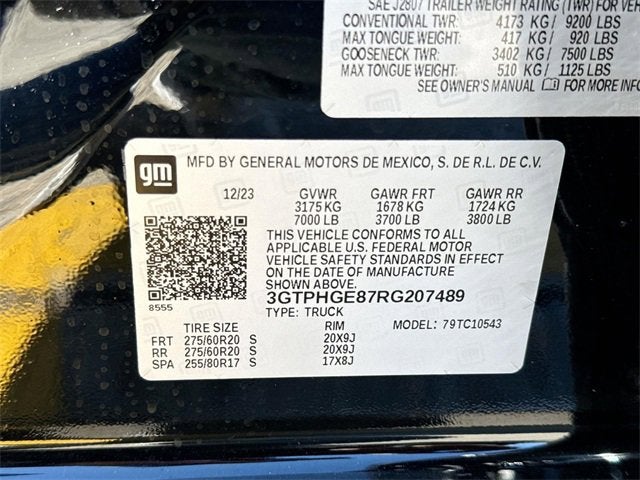 SAE J2807 TRAILER WEIGHT RATING (TWR) FOR
CONVENTIONAL TWR: 4173 KG / 9200 LBS
MAX TONGUE WEIGHT: 417 KG / 920 LBS
GOOSENECK TWR: 3402 KG / 7500 LBS
MAX TONGUE WEIGHT: 510 KG / 1125 LBS
SEE OWNER'S MANUAL FOR MORE
gm
MFD BY GENERAL MOTORS DE MEXICO, S. DE R.L. DE C.V.
12/23 GVWR GAWR FRT GAWR RR
3175 KG 1678 KG 1724 KG
7000 LB 3700 LB 3800 LB
THIS VEHICLE CONFORMS TO ALL
APPLICABLE U.S. FEDERAL MOTOR
VEHICLE SAFETY STANDARDS IN EFFECT
ON THE DATE OF MANUFACTURE
SHOWN ABOVE.
8555
3GTPHGE87RG207489
TYPE: TRUCK
TIRE SIZE RIM MODEL: 79TC10543
FRT 275/60R20 S 20X9J
RR 275/60R20 S 20X9J
SPA 255/80R17 S 17X8J